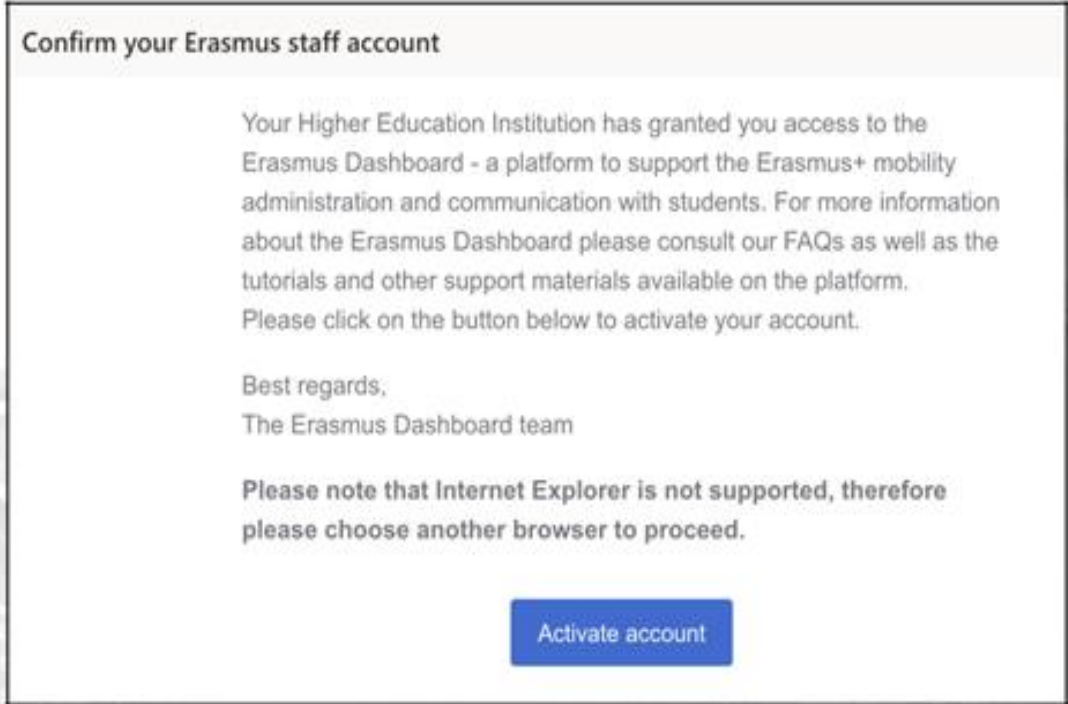 Confirm your Erasmus staff account
Your Higher Education Institution has granted you access to the
Erasmus Dashboard - a platform to support the Erasmus+ mobility
administration and communication with students. For more information
about the Erasmus Dashboard please consult our FAQs as well as the
tutorials and other support materials available on the platform.
Please click on the button below to activate your account.
Best regards,
The Erasmus Dashboard team
Please note that Internet Explorer is not supported, therefore
please choose another browser to proceed.
Activate account